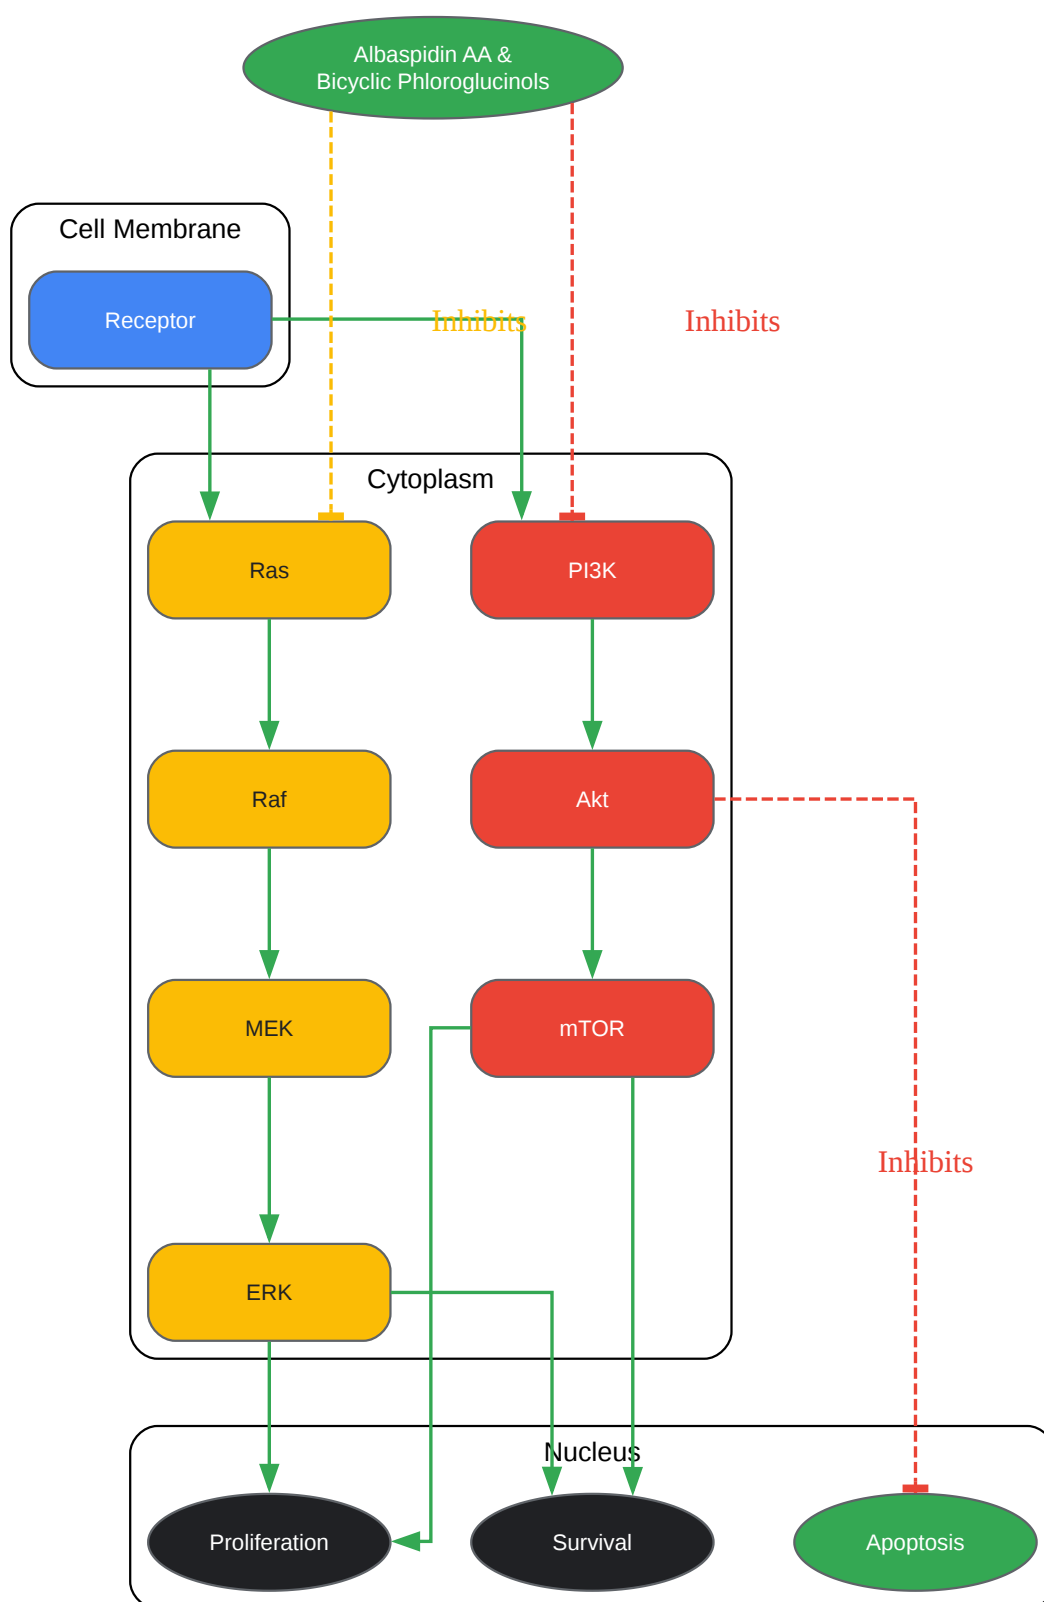 Albaspidin AA &
Bicyclic Phloroglucinols
Cell Membrane
Receptor
Inhibits
Inhibits
Cytoplasm
Ras
PI3K
Raf
Akt
MEK
mTOR
Inhibits
ERK
Nucleus
Proliferation
Survival
Apoptosis